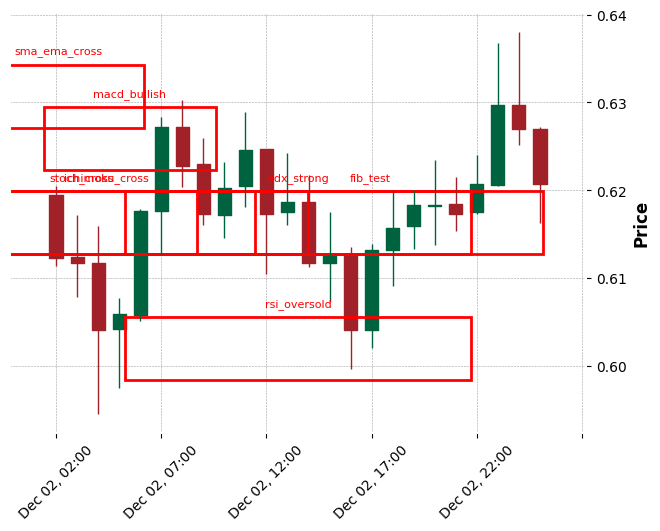 0.64
sma_ema_cross
macd_bullish
0.63
ichimoku_cross
adx_strong
fib_test
0.62
0.61
rsi_oversold
0.60
Price
Dec 02, 02:00
Dec 02, 07:00
Dec 02, 12:00
Dec 02, 17:00
Dec 02, 22:00